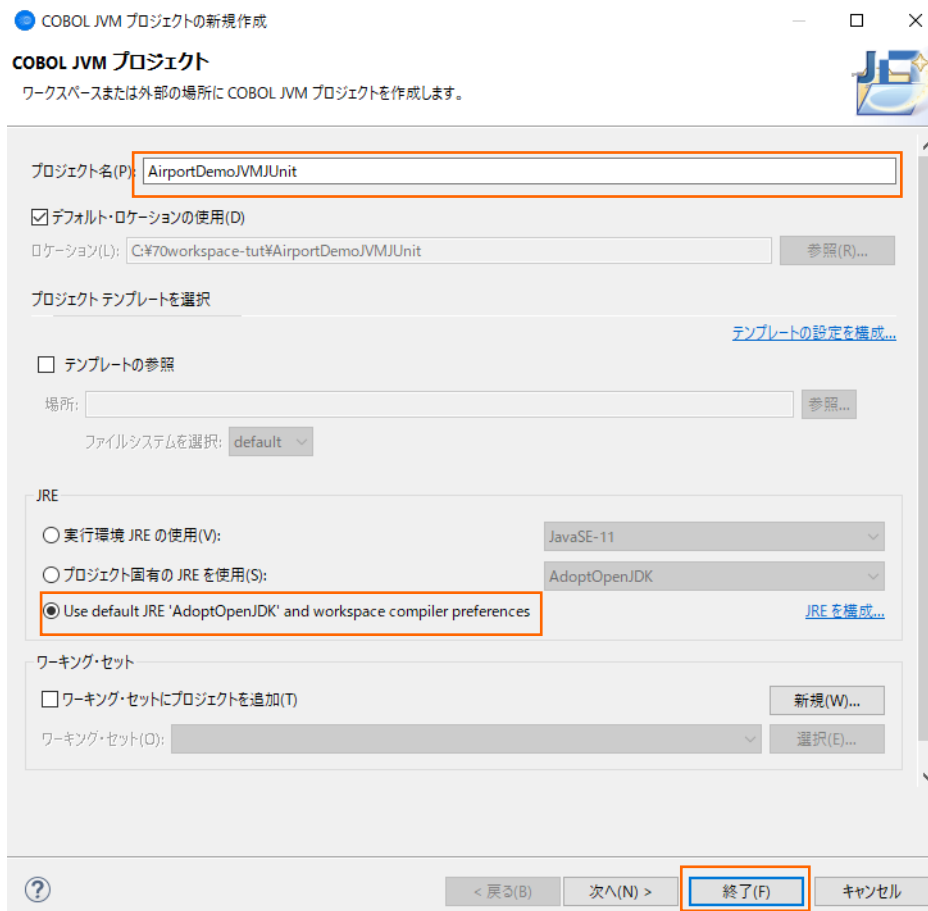 COBOL JVM プロジェクトの新規作成
COBOL JVM プロジェクト
ワークスペースまたは外部の場所に COBOL JVM プロジェクトを作成します。
プロジェクト名(P): AirportDemoJVMJUnit
デフォルト・ロケーションの使用(D)
ロケーション(L): C:¥70workspace-tut¥AirportDemoJVMJUnit 参照(R)...
プロジェクト テンプレートを選択
テンプレートの設定を構成...
テンプレートの参照
場所: 参照...
ファイルシステムを選択: default
JRE
実行環境 JRE の使用(V): JavaSE-11
プロジェクト固有の JRE を使用(S): AdoptOpenJDK
Use default JRE 'AdoptOpenJDK' and workspace compiler preferences JRE を構成...
ワーキング・セット
ワーキング・セットにプロジェクトを追加(T) 新規(W)...
ワーキング・セット(O): 選択(E)...
? < 戻る(B) 次へ(N) > 終了(F) キャンセル